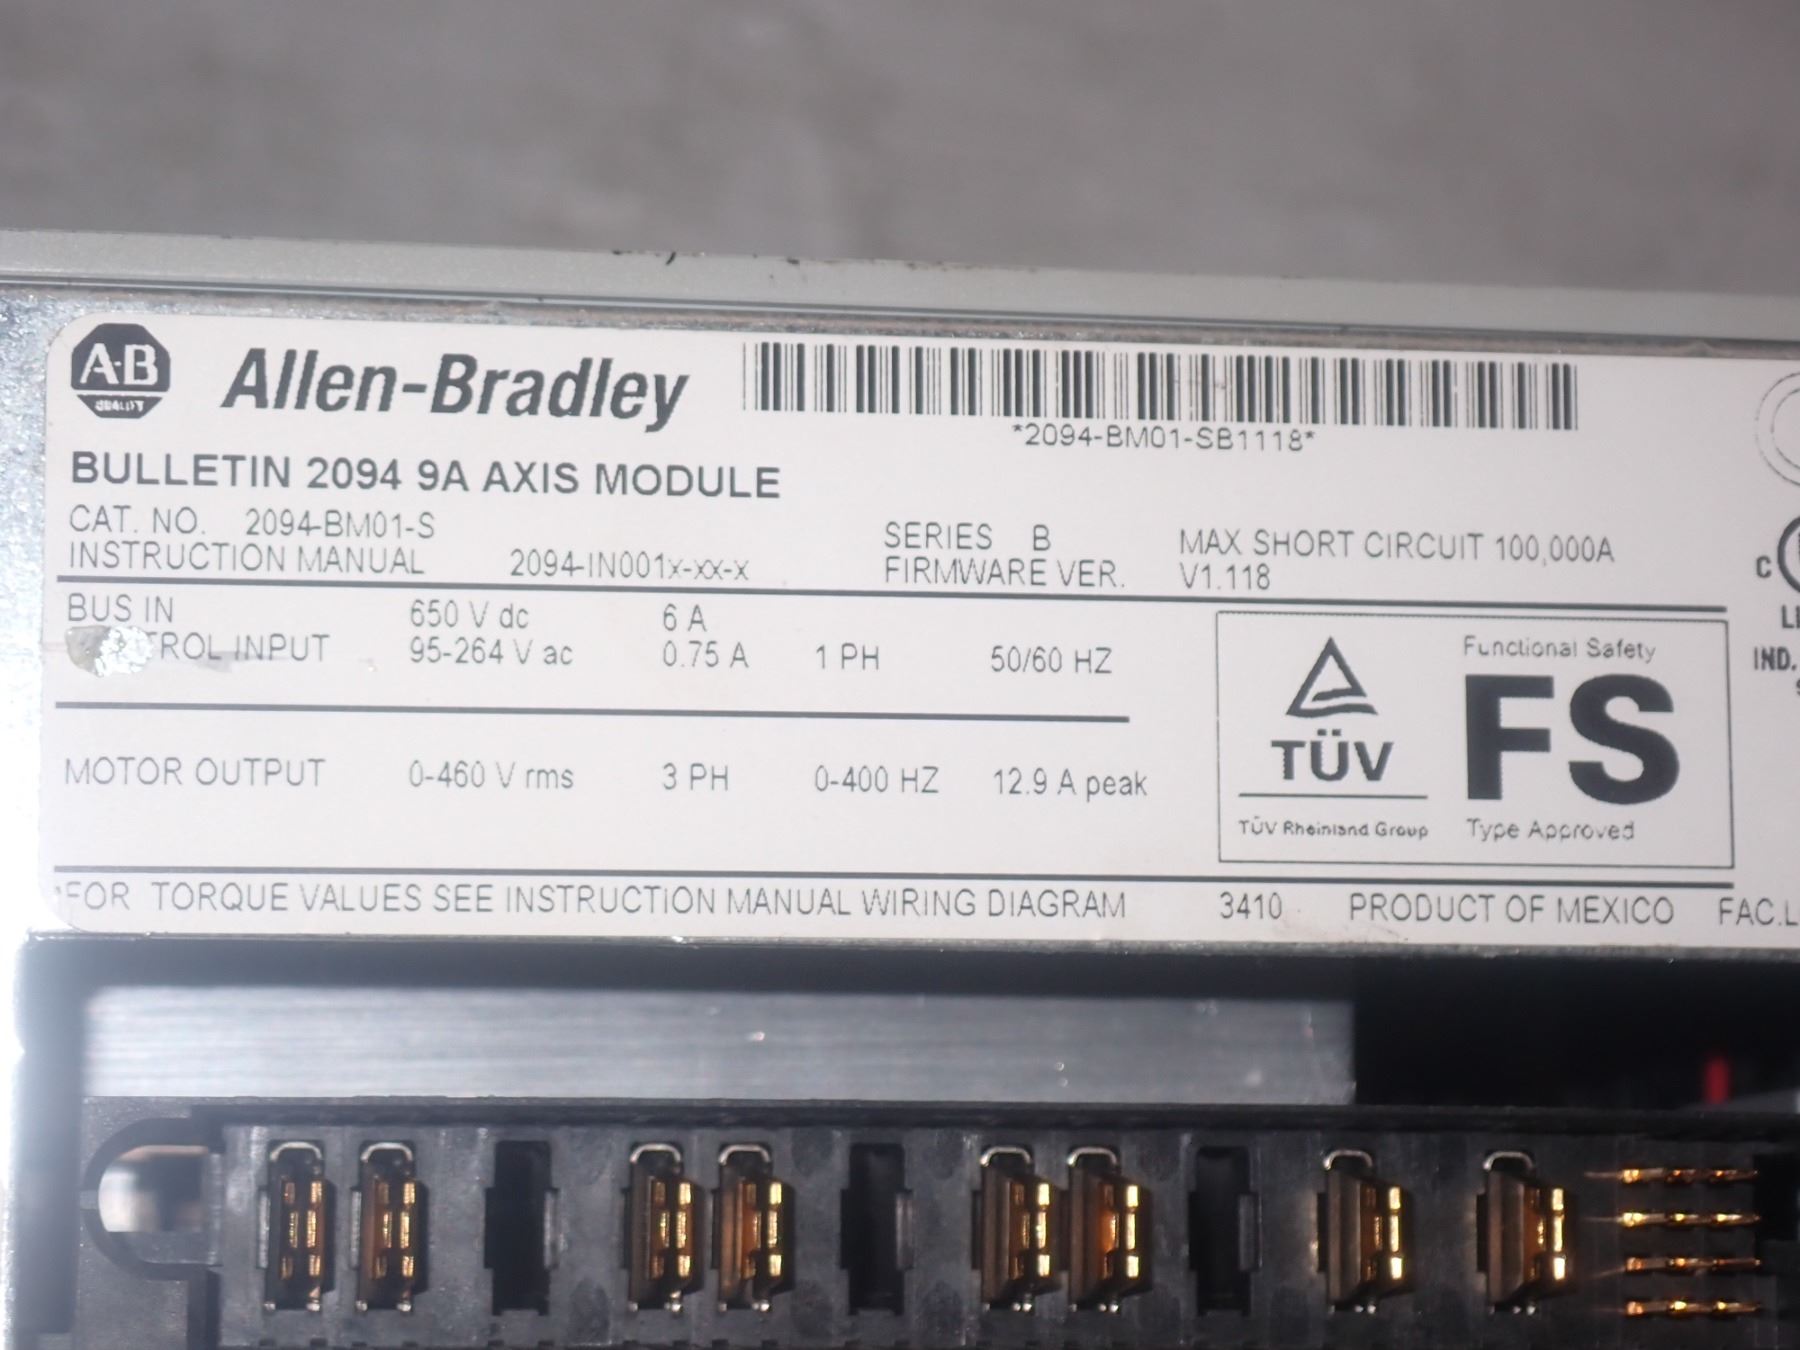 A-B
QUALITY
Allen-Bradley
*2094-BM01-SB1118*
BULLETIN 2094 9A AXIS MODULE
CAT. NO. 2094-BM01-S
SERIES B MAX SHORT CIRCUIT 100,000A
INSTRUCTION MANUAL 2094-IN001x-xx-x
FIRMWARE VER. V1.118
BUS IN 650 V dc 6 A
TROL INPUT 95-264 V ac 0.75 A 1 PH 50/60 HZ
MOTOR OUTPUT 0-460 V rms 3 PH 0-400 HZ 12.9 A peak
TÜV
TÜV Rheinland Group
Functional Safety
FS
Type Approved
C
IND.
*FOR TORQUE VALUES SEE INSTRUCTION MANUAL WIRING DIAGRAM 3410 PRODUCT OF MEXICO FAC.